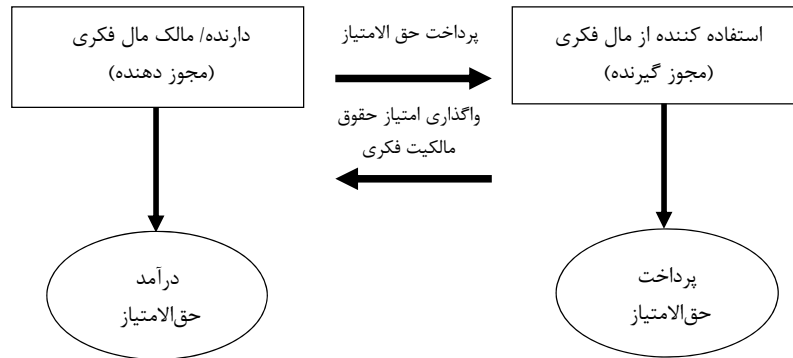 استفاده کننده از مال فکری
(مجوز گیرنده)
پرداخت حق الامتیاز
واگذاری امتیاز حقوق
مالکیت فکری
دارنده/ مالک مال فکری
(مجوز دهنده)
پرداخت
حق‌الامتیاز
درآمد
حق‌الامتیاز